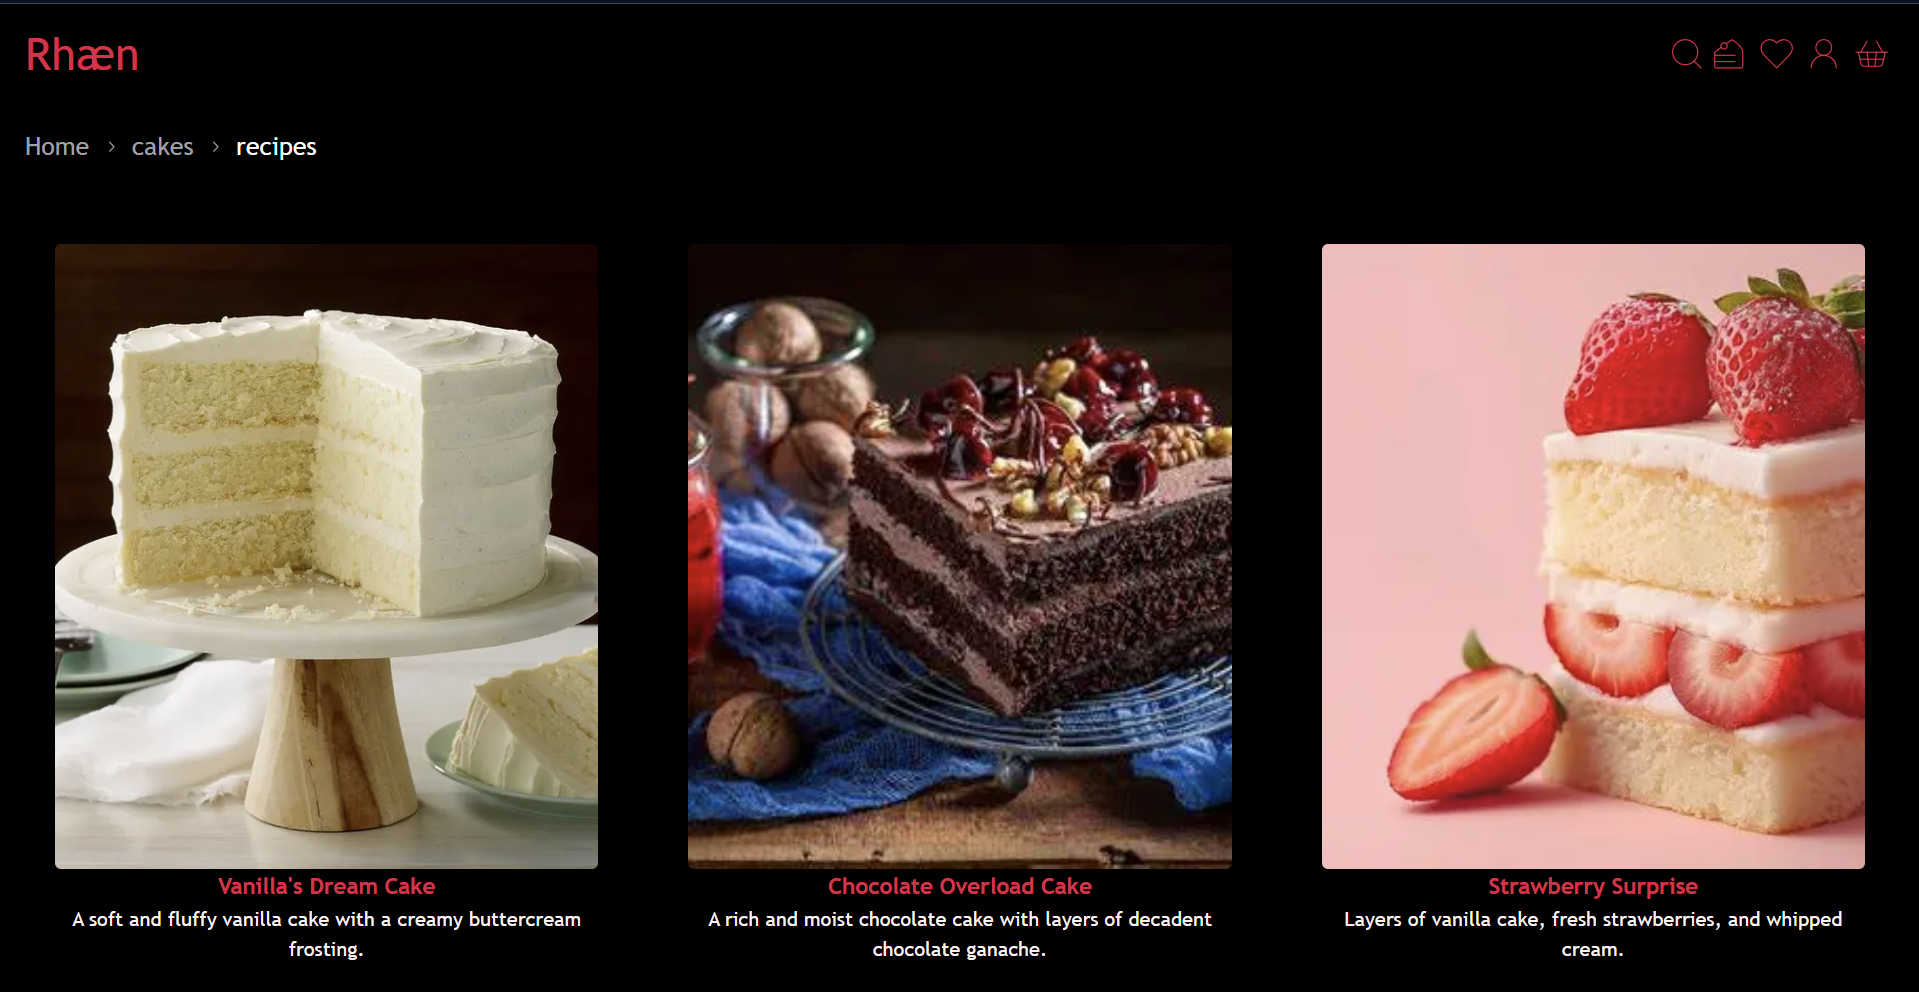 Rhæn
Home > cakes > recipes
Vanilla's Dream Cake
A soft and fluffy vanilla cake with a creamy buttercream
frosting.
Chocolate Overload Cake
A rich and moist chocolate cake with layers of decadent
chocolate ganache.
Strawberry Surprise
Layers of vanilla cake, fresh strawberries, and whipped
cream.